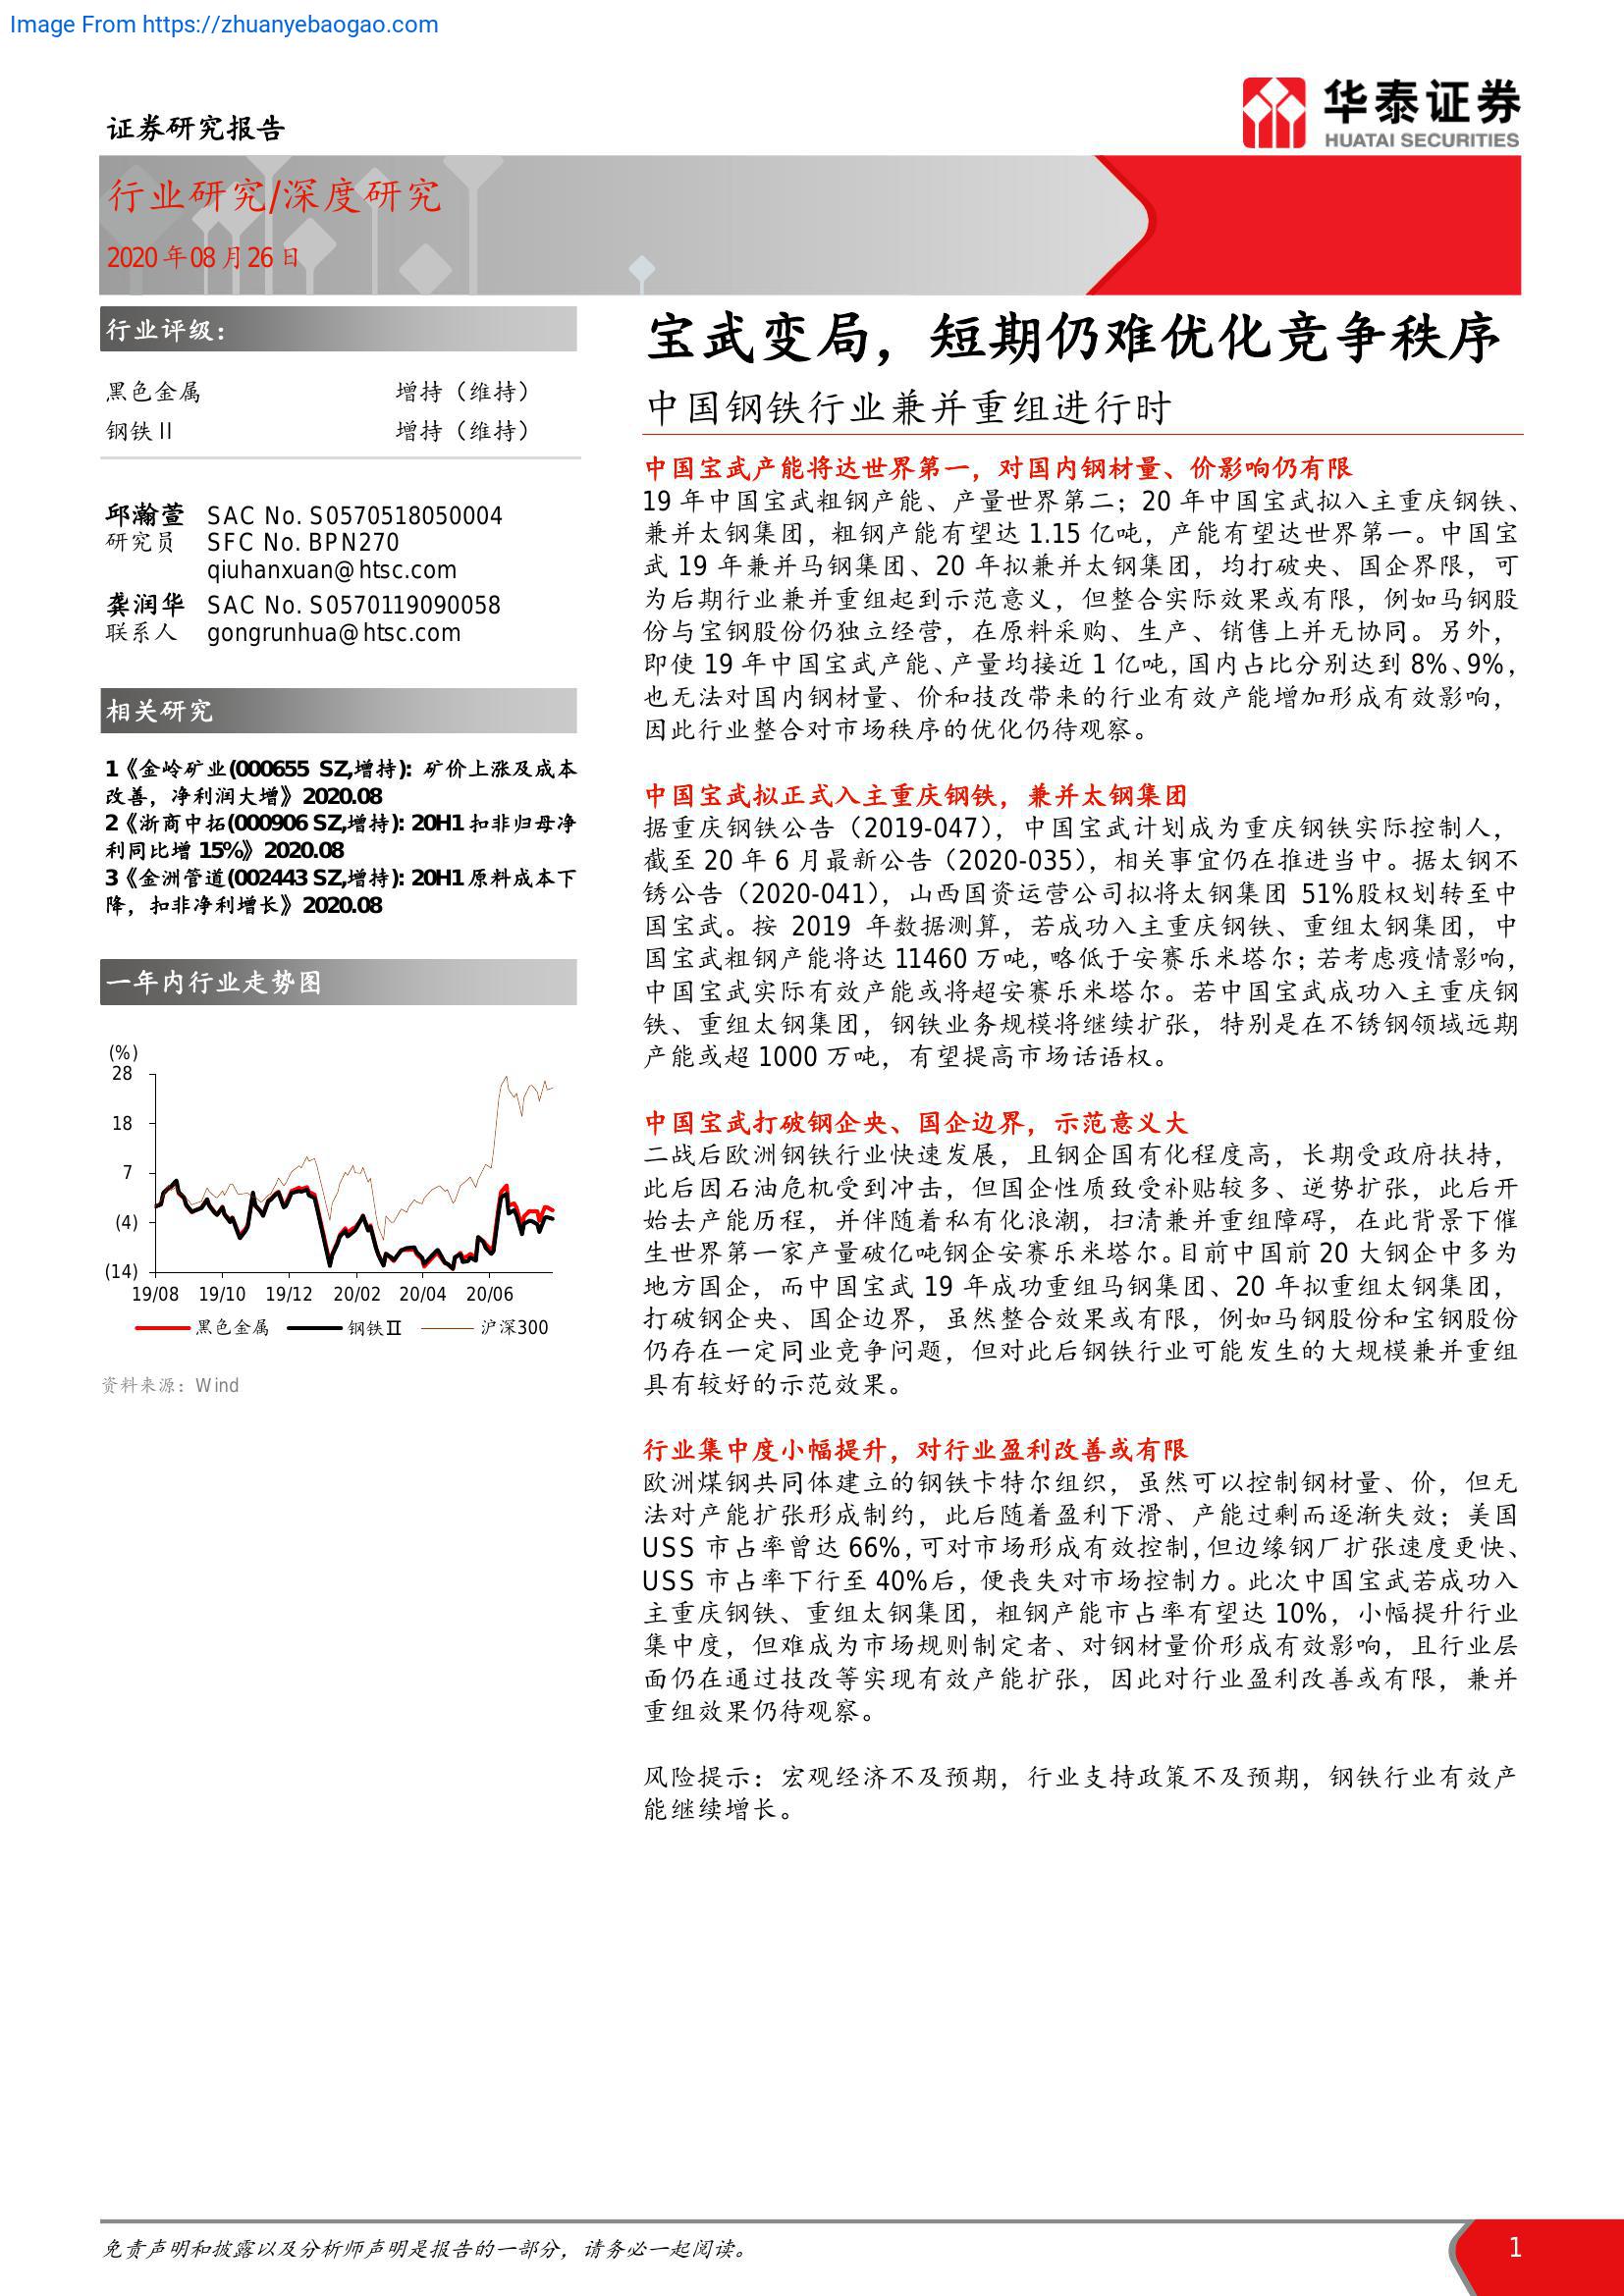 Image From https://zhuanyebaogao.com
证券研究报告
华泰证券
HUATAI SECURITIES
行业研究/深度研究
2020年08月26日
行业评级：
黑色金属 增持（维持）
钢铁Ⅱ 增持（维持）
邱瀚萱 SAC No. S0570518050004
研究员 SFC No. BPN270
qiuhanxuan@htsc.com
龚润华 SAC No. S0570119090058
联系人 gongrunhua@htsc.com
相关研究
1《金岭矿业(000655 SZ,增持): 矿价上涨及成本
改善，净利润大增》2020.08
2《浙商中拓(000906 SZ,增持): 20H1 扣非归母净
利同比增 15%》2020.08
3《金洲管道(002443 SZ,增持): 20H1 原料成本下
降，扣非净利增长》2020.08
一年内行业走势图
(%)
28
18
7
(4)
(14)
19/08 19/10 19/12 20/02 20/04 20/06
黑色金属 钢铁Ⅱ 沪深300
资料来源：Wind
宝武变局，短期仍难优化竞争秩序
中国钢铁行业兼并重组进行时
中国宝武产能将达世界第一，对国内钢材量、价影响仍有限
19 年中国宝武粗钢产能、产量世界第二；20 年中国宝武拟入主重庆钢铁、
兼并太钢集团，粗钢产能有望达 1.15 亿吨，产能有望达世界第一。中国宝
武 19 年兼并马钢集团、20 年拟兼并太钢集团，均打破央、国企界限，可
为后期行业兼并重组起到示范意义，但整合实际效果或有限，例如马钢股
份与宝钢股份仍独立经营，在原料采购、生产、销售上并无协同。另外，
即使 19 年中国宝武产能、产量均接近 1 亿吨，国内占比分别达到 8%、9%，
也无法对国内钢材量、价和技改带来的行业有效产能增加形成有效影响，
因此行业整合对市场秩序的优化仍待观察。
中国宝武拟正式入主重庆钢铁，兼并太钢集团
据重庆钢铁公告（2019-047），中国宝武计划成为重庆钢铁实际控制人，
截至 20 年 6 月最新公告（2020-035），相关事宜仍在推进当中。据太钢不
锈公告（2020-041），山西国资运营公司拟将太钢集团 51%股权划转至中
国宝武。按 2019 年数据测算，若成功入主重庆钢铁、重组太钢集团，中
国宝武粗钢产能将达 11460 万吨，略低于安赛乐米塔尔；若考虑疫情影响，
中国宝武实际有效产能或将超安赛乐米塔尔。若中国宝武成功入主重庆钢
铁、重组太钢集团，钢铁业务规模将继续扩张，特别是在不锈钢领域远期
产能或超 1000 万吨，有望提高市场话语权。
中国宝武打破钢企央、国企边界，示范意义大
二战后欧洲钢铁行业快速发展，且钢企国有化程度高，长期受政府扶持，
此后因石油危机受到冲击，但国企性质致受补贴较多、逆势扩张，此后开
始去产能历程，并伴随着私有化浪潮，扫清兼并重组障碍，在此背景下催
生世界第一家产量破亿吨钢企安赛乐米塔尔。目前中国前 20 大钢企中多为
地方国企，而中国宝武 19 年成功重组马钢集团、20 年拟重组太钢集团，
打破钢企央、国企边界，虽然整合效果或有限，例如马钢股份和宝钢股份
仍存在一定同业竞争问题，但对此后钢铁行业可能发生的大规模兼并重组
具有较好的示范效果。
行业集中度小幅提升，对行业盈利改善或有限
欧洲煤钢共同体建立的钢铁卡特尔组织，虽然可以控制钢材量、价，但无
法对产能扩张形成制约，此后随着盈利下滑、产能过剩而逐渐失效；美国
USS 市占率曾达 66%，可对市场形成有效控制，但边缘钢厂扩张速度更快、
USS 市占率下行至 40%后，便丧失对市场控制力。此次中国宝武若成功入
主重庆钢铁、重组太钢集团，粗钢产能市占率有望达 10%，小幅提升行业
集中度，但难成为市场规则制定者、对钢材量价形成有效影响，且行业层
面仍在通过技改等实现有效产能扩张，因此对行业盈利改善或有限，兼并
重组效果仍待观察。
风险提示：宏观经济不及预期，行业支持政策不及预期，钢铁行业有效产
能继续增长。
免责声明和披露以及分析师声明是报告的一部分，请务必一起阅读。
1